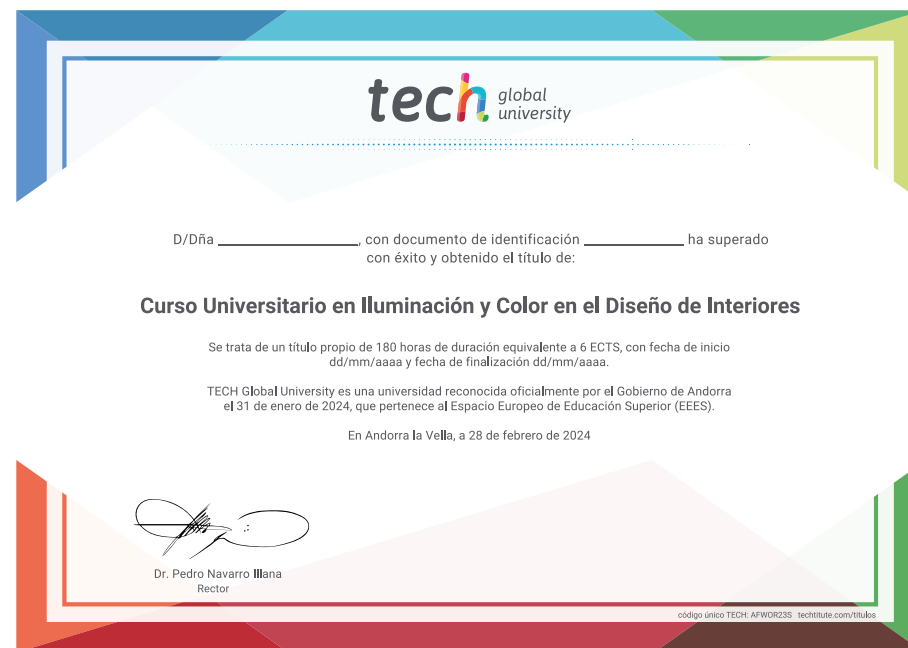 tech global university
D/Dña ______________, con documento de identificación __________ ha superado
con éxito y obtenido el título de:
Curso Universitario en Iluminación y Color en el Diseño de Interiores
Se trata de un título propio de 180 horas de duración equivalente a 6 ECTS, con fecha de inicio
dd/mm/aaaa y fecha de finalización dd/mm/aaaa.
TECH Global University es una universidad reconocida oficialmente por el Gobierno de Andorra
el 31 de enero de 2024, que pertenece al Espacio Europeo de Educación Superior (EEES).
En Andorra la Vella, a 28 de febrero de 2024
Dr. Pedro Navarro Illana
Rector
código único TECH: AFWOR23S techtitute.com/titulos